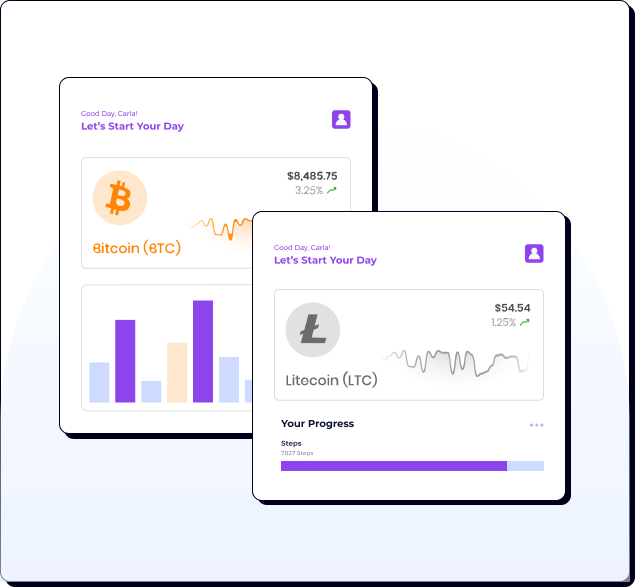 Good Day, Carla!
Let's Start Your Day
$8,485.75
3.25%
Bitcoin (BTC)
Good Day, Carla!
Let's Start Your Day
$54.54
1.25%
Litecoin (LTC)
Your Progress
Steps
7027 Steps